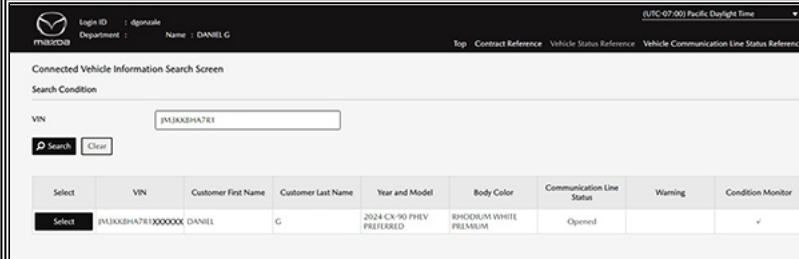 (UTC-07:00) Pacific Daylight Time
Login ID : dgonzale
Department : Name : DANIEL G
mazda
Top Contract Reference Vehicle Status Reference Vehicle Communication Line Status Referenc
Connected Vehicle Information Search Screen
Search Condition
VIN JM3KKBHA7R1
Search Clear
Select VIN Customer First Name Customer Last Name Year and Model Body Color Communication Line Status Warning Condition Monitor
Select JM3KKBHA7R1XXXXXX DANIEL G 2024 CX-90 PHEV PREFERRED RHODIUM WHITE PREMIUM Opened ✓